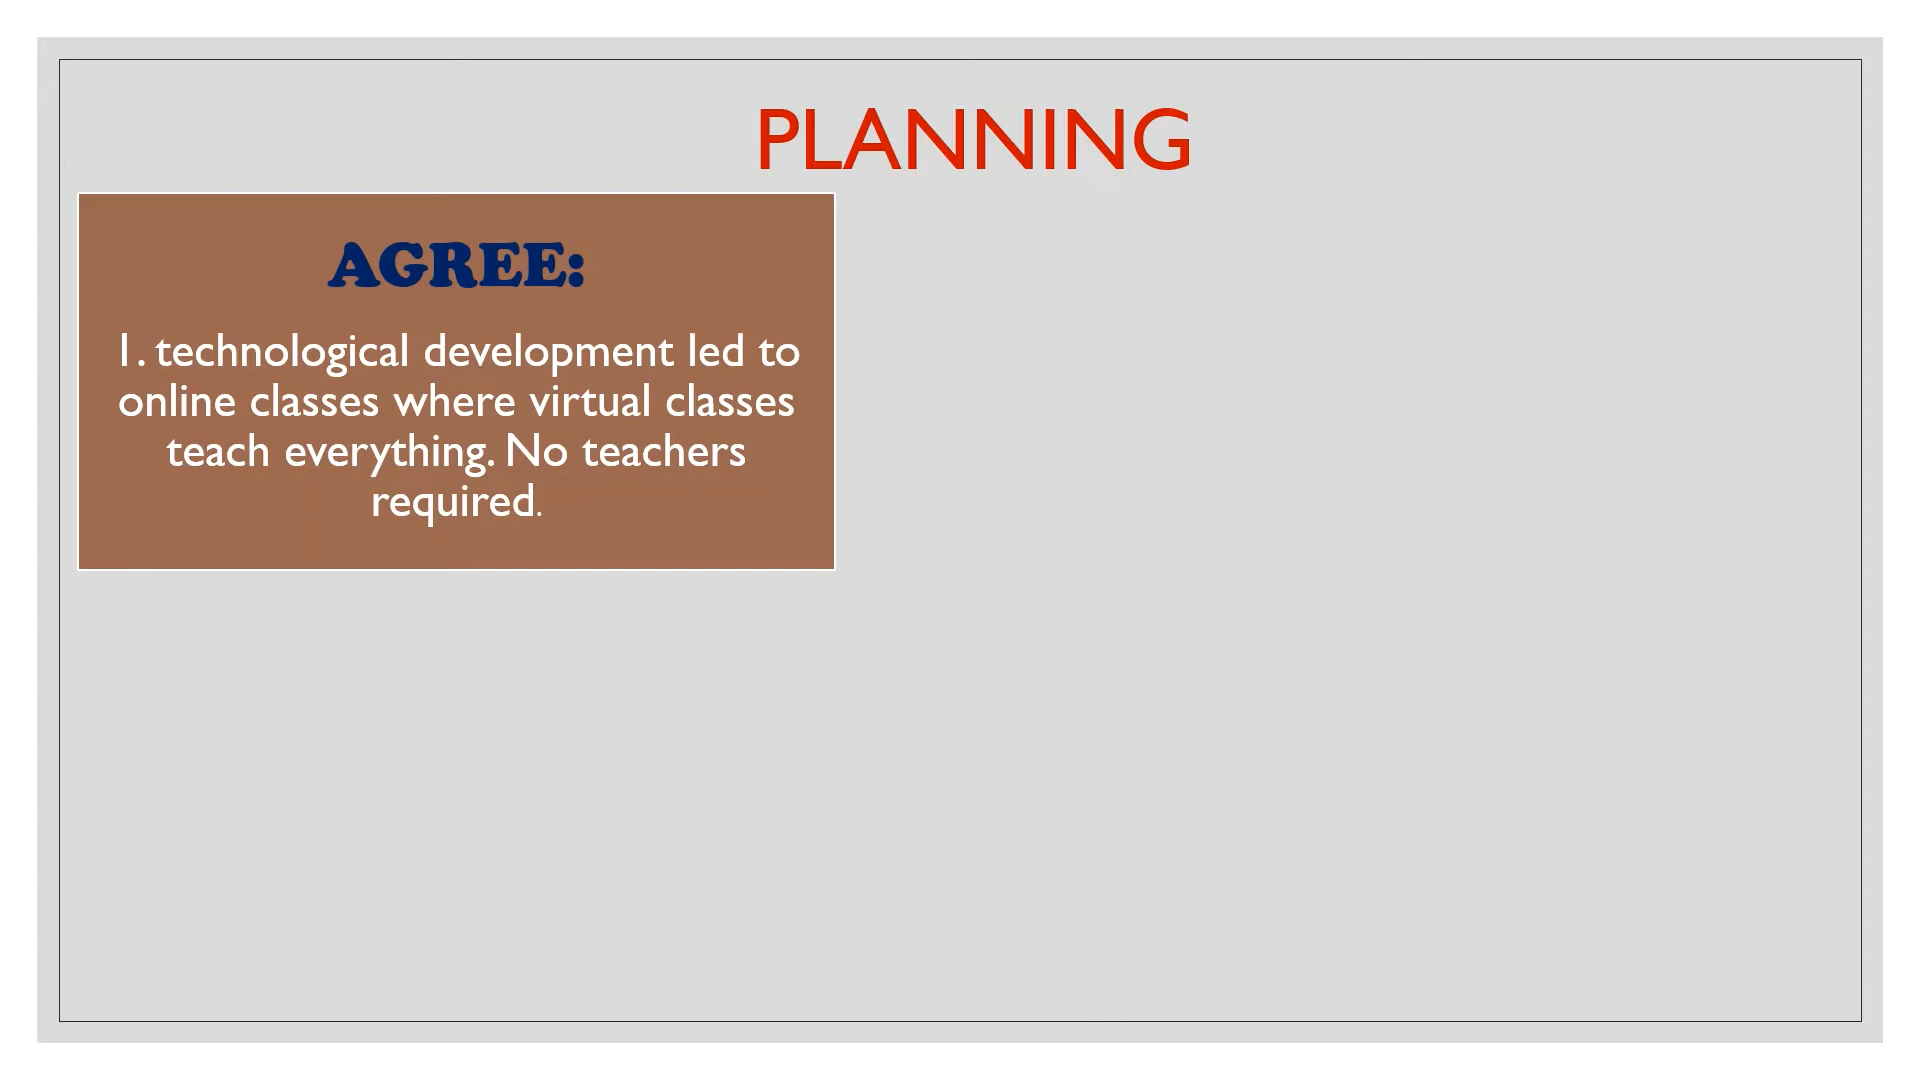 PLANNING
AGREE:
1. technological development led to
online classes where virtual classes
teach everything. No teachers
required.